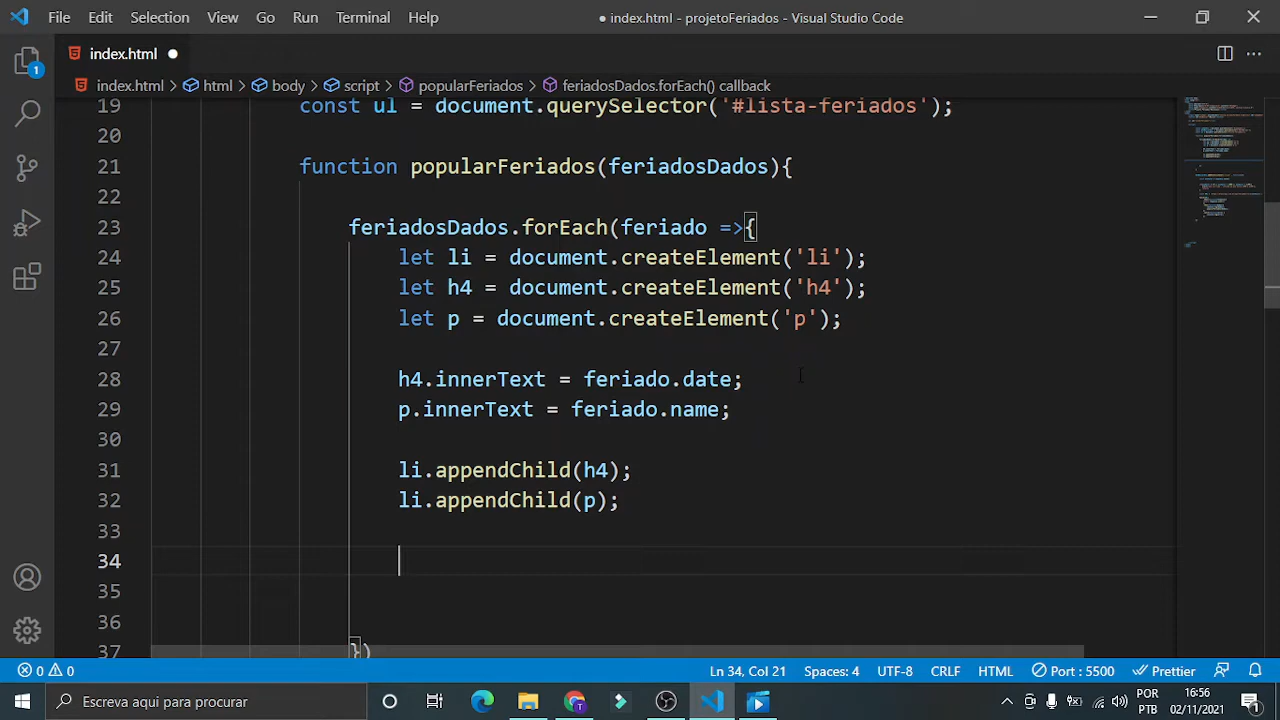 File Edit Selection View Go Run Terminal Help
● index.html - projetoFeriados - Visual Studio Code
index.html ●
index.html > html > body > script > popularFeriados > feriadosDados.forEach() callback
1
19 const ul = document.querySelector('#lista-feriados');
20
21 function popularFeriados(feriadosDados){
22
23 feriadosDados.forEach(feriado =>{
24 let li = document.createElement('li');
25 let h4 = document.createElement('h4');
26 let p = document.createElement('p');
27
28 h4.innerText = feriado.date;
29 p.innerText = feriado.name;
30
31 li.appendChild(h4);
32 li.appendChild(p);
33
34
35
36
37 })
0 0 Ln 34, Col 21 Spaces: 4 UTF-8 CRLF HTML Port : 5500 Prettier
Escreva aqui para pesquisar
POR 16:56
PTB 02/11/2021 1